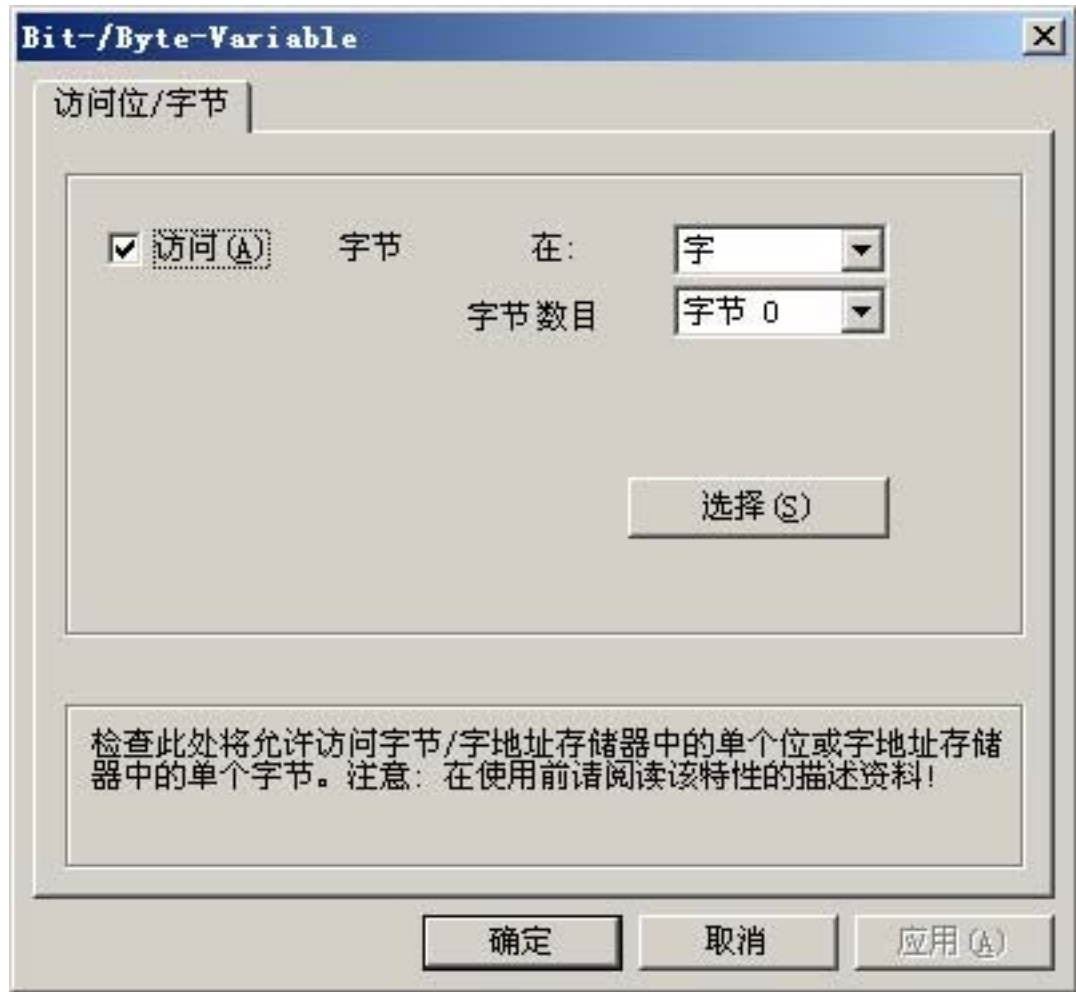 Bit-/Byte-Variable
访问位/字节
访问(A) 字节 在: 字
字节数目 字节 0
选择(S)
检查此处将允许访问字节/字地址存储器中的单个位或字地址存储
器中的单个字节。注意: 在使用前请阅读该特性的描述资料!
确定 取消 应用(A)